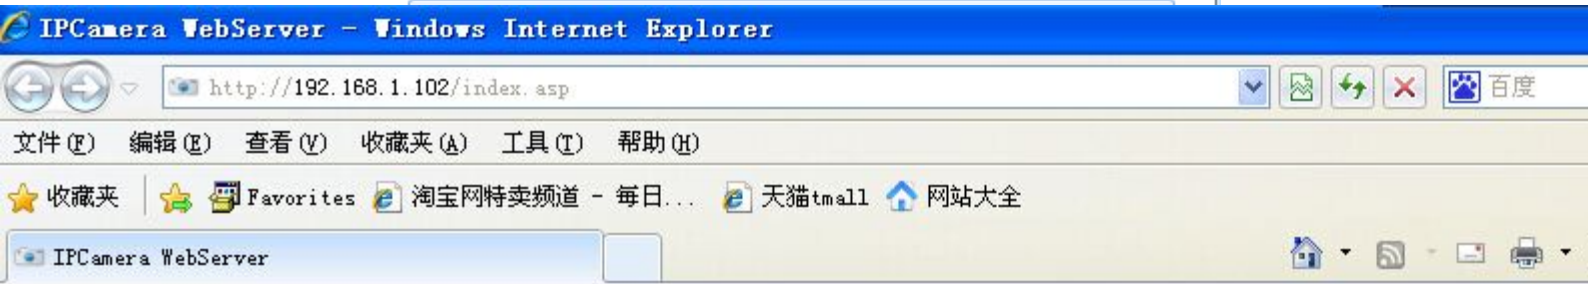 IPCamera WebServer - Windows Internet Explorer
http://192.168.1.102/index.asp 百度
文件(F) 编辑(E) 查看(V) 收藏夹(A) 工具(T) 帮助(H)
收藏夹 Favorites 淘宝网特卖频道 - 每日... 天猫tmall 网站大全
IPCamera WebServer